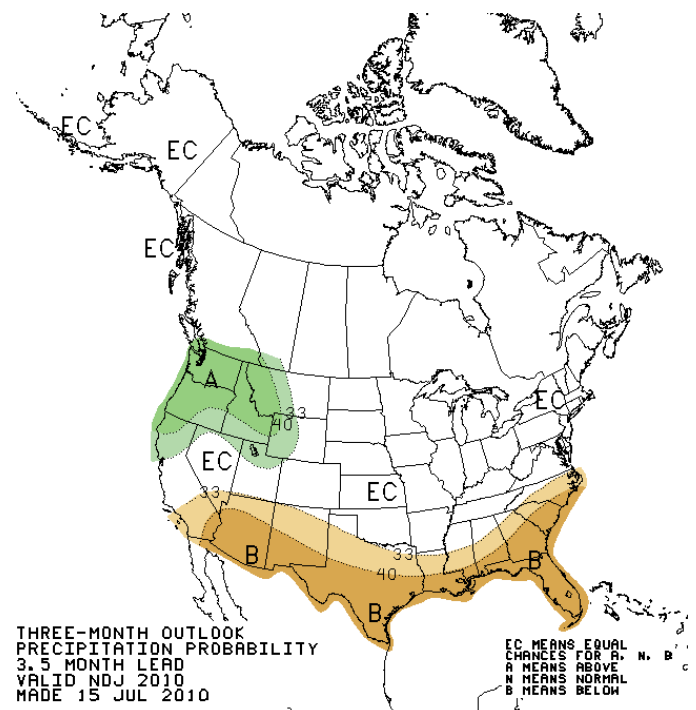 EC
EC
EC
A
33
40
EC
EC
33
EC
33
40
B
B
B
THREE-MONTH OUTLOOK
PRECIPITATION PROBABILITY
3.5 MONTH LEAD
VALID NDJ 2010
MADE 15 JUL 2010
EC MEANS EQUAL
CHANCES FOR A, N, B
A MEANS ABOVE
N MEANS NORMAL
B MEANS BELOW